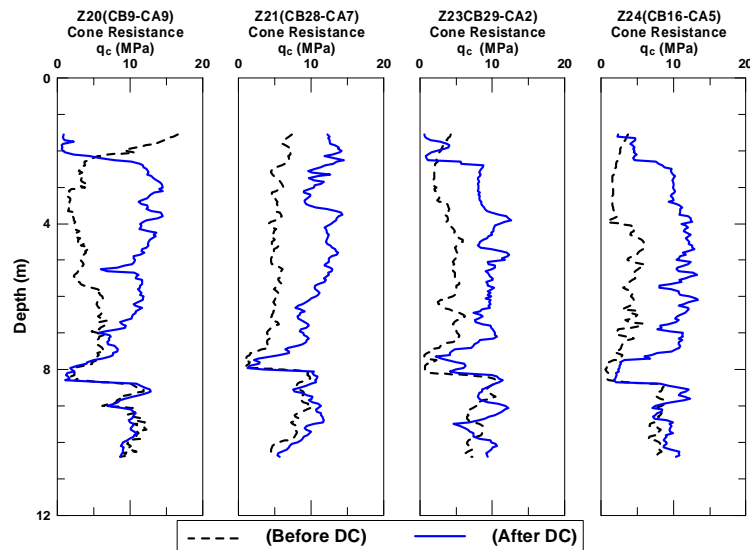 Z20(CB9-CA9)
Cone Resistance
qc (MPa)
0 10 20
Z21(CB28-CA7)
Cone Resistance
qc (MPa)
0 10 20
Z23CB29-CA2)
Cone Resistance
qc (MPa)
0 10 20
Z24(CB16-CA5)
Cone Resistance
qc (MPa)
0 10 20
0
4
8
12
Depth (m)
(Before DC)
(After DC)